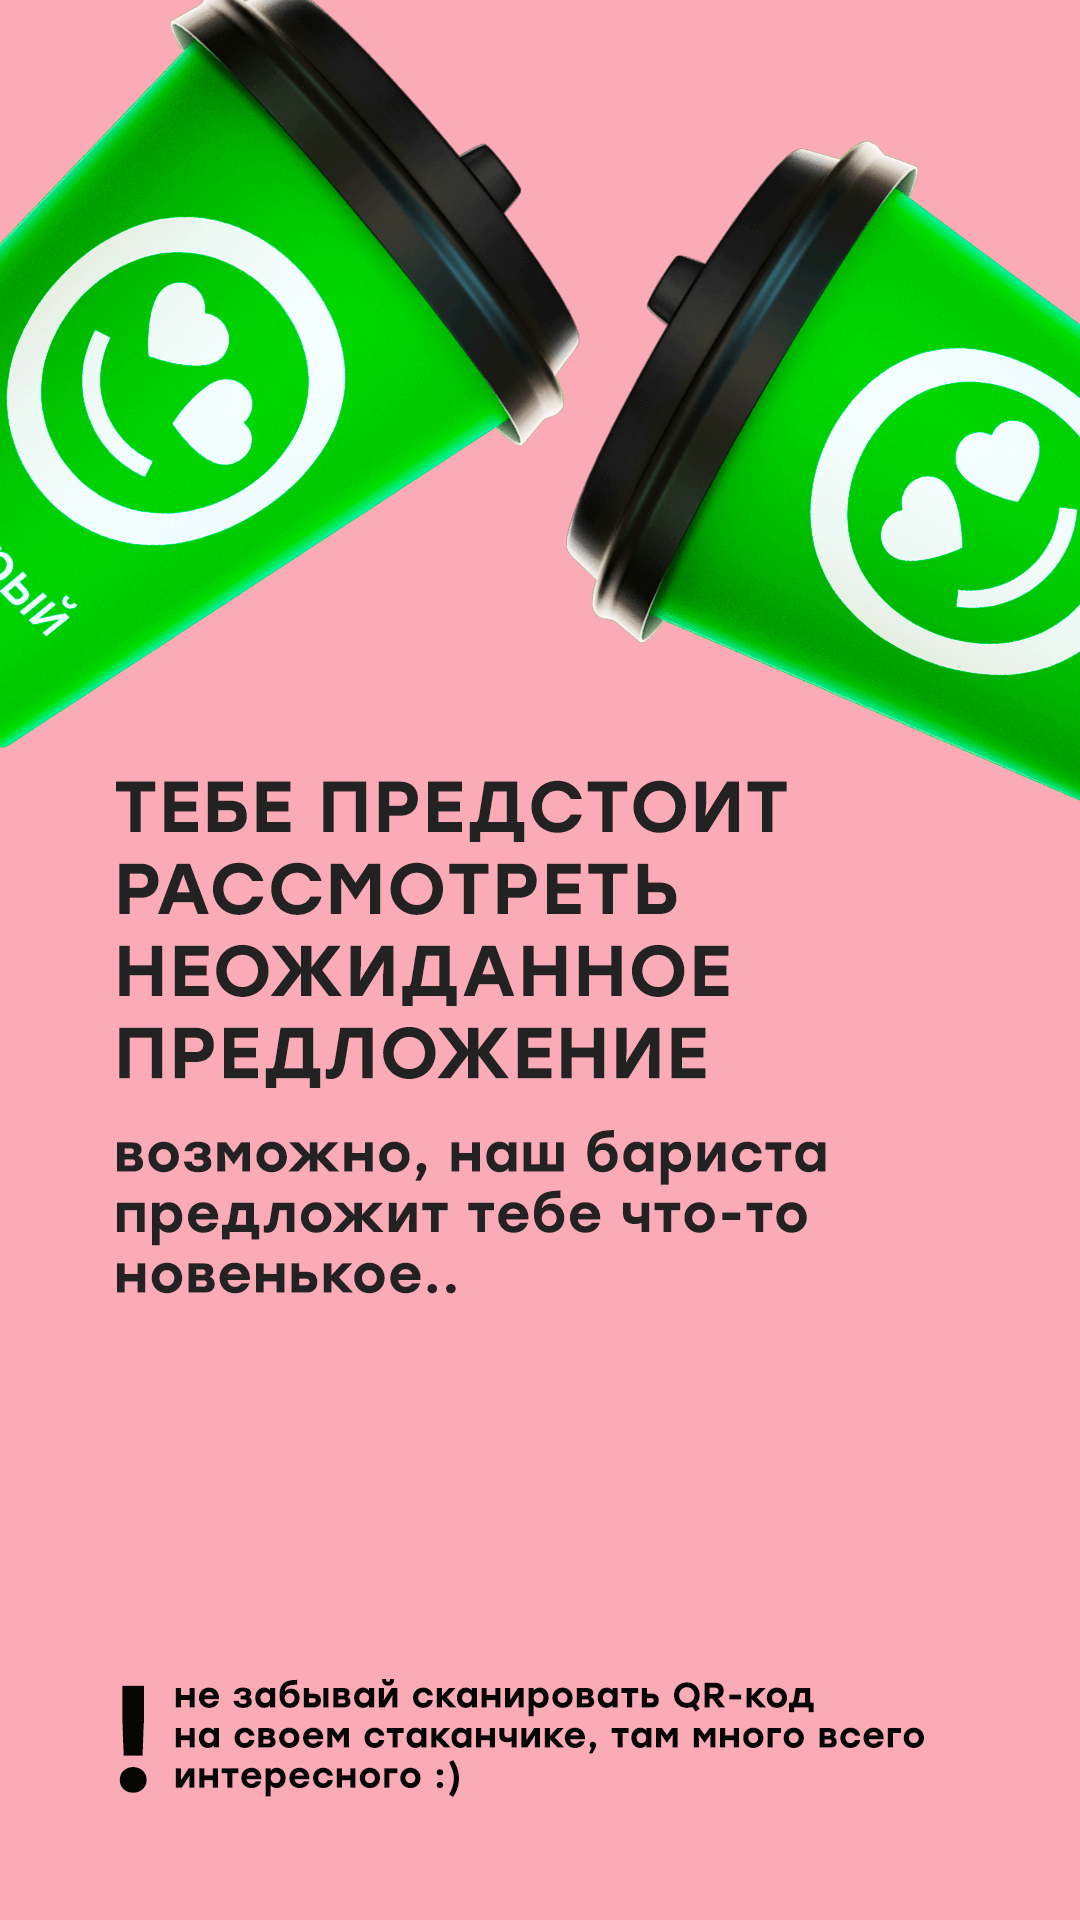 ТЕБЕ ПРЕДСТОИТ
РАССМОТРЕТЬ
НЕОЖИДАННОЕ
ПРЕДЛОЖЕНИЕ
возможно, наш бариста
предложит тебе что-то
новенькое..
! не забывай сканировать QR-код
на своем стаканчике, там много всего
интересного :)